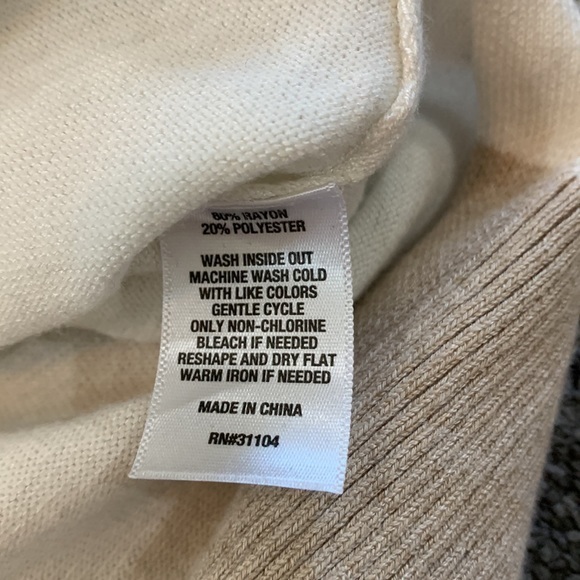 80% RAYON
20% POLYESTER
WASH INSIDE OUT
MACHINE WASH COLD
WITH LIKE COLORS
GENTLE CYCLE
ONLY NON-CHLORINE
BLEACH IF NEEDED
RESHAPE AND DRY FLAT
WARM IRON IF NEEDED
MADE IN CHINA
RN#31104